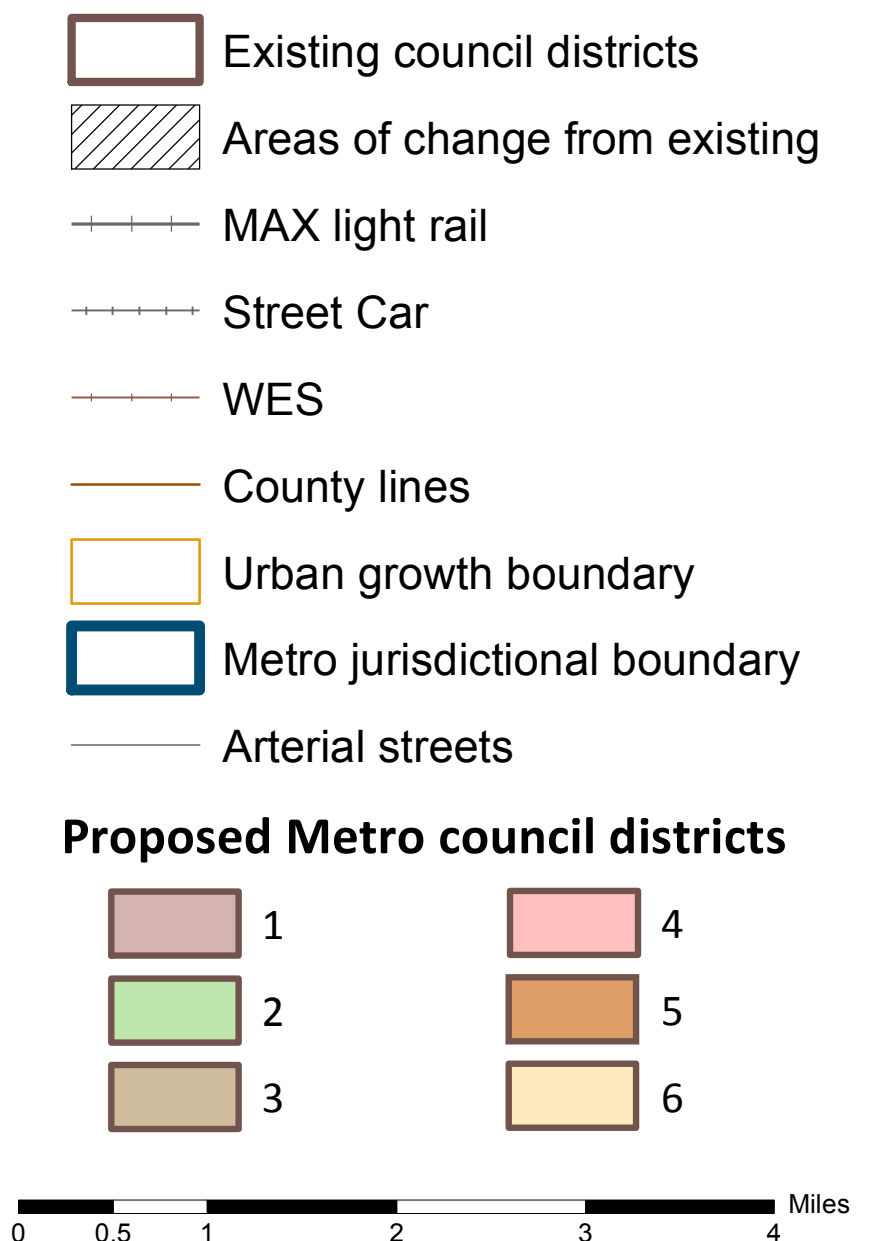 Existing council districts
Areas of change from existing
MAX light rail
Street Car
WES
County lines
Urban growth boundary
Metro jurisdictional boundary
Arterial streets
Proposed Metro council districts
1 4
2 5
3 6
Miles
0 0.5 1 2 3 4